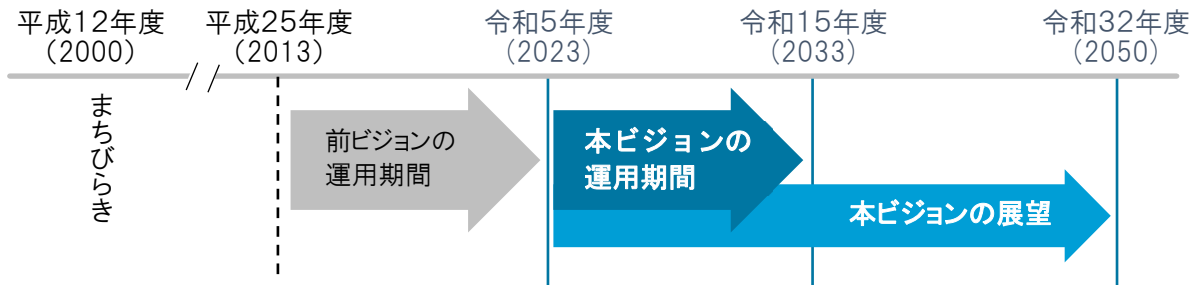 平成12年度
(2000)
平成25年度
(2013)
令和5年度
(2023)
令和15年度
(2033)
令和32年度
(2050)
まちびらき
前ビジョンの
運用期間
本ビジョンの
運用期間
本ビジョンの展望